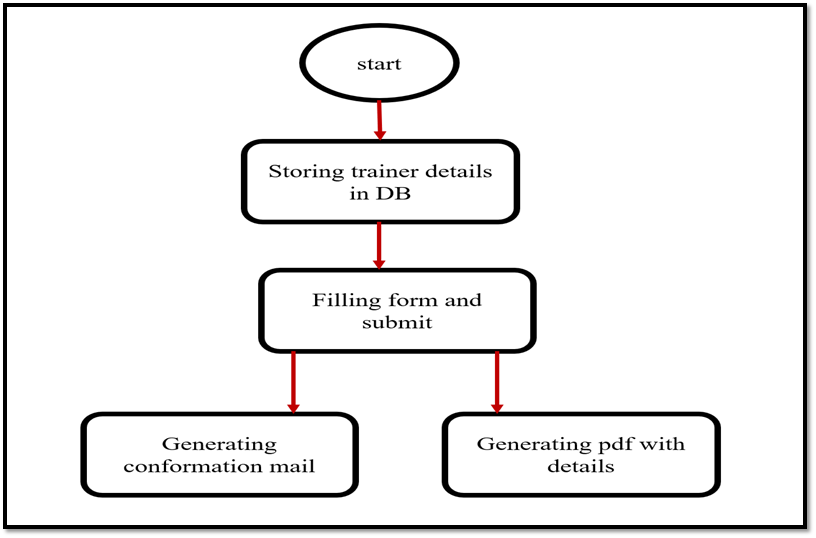 start
Storing trainer details
in DB
Filling form and
submit
Generating
conformation mail
Generating pdf with
details